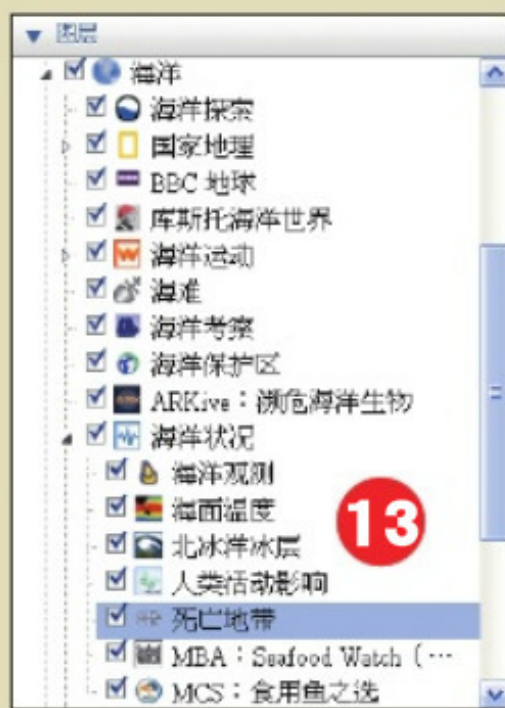 图层
海洋
海洋探索
国家地理
BBC 地球
库斯托海洋世界
海洋运动
海难
海洋考察
海洋保护区
ARKive：濒危海洋生物
海洋状况
海洋观测
海面温度
13
北冰洋冰层
人类活动影响
死亡地带
MBA：Seafood Watch（…
MCS：食用鱼之选